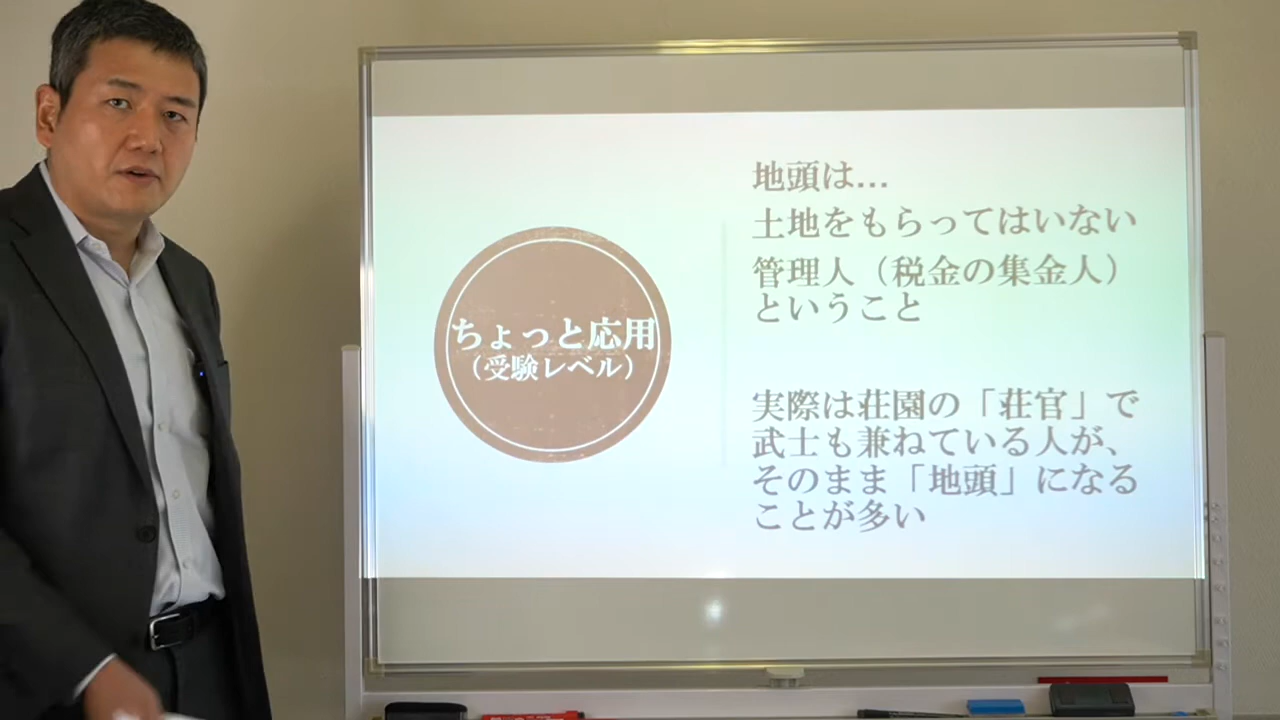 ちょっと応用
（受験レベル）
地頭は…
土地をもらってはいない
管理人（税金の集金人）
ということ
実際は荘園の「荘官」で
武士も兼ねている人が、
そのまま「地頭」になる
ことが多い